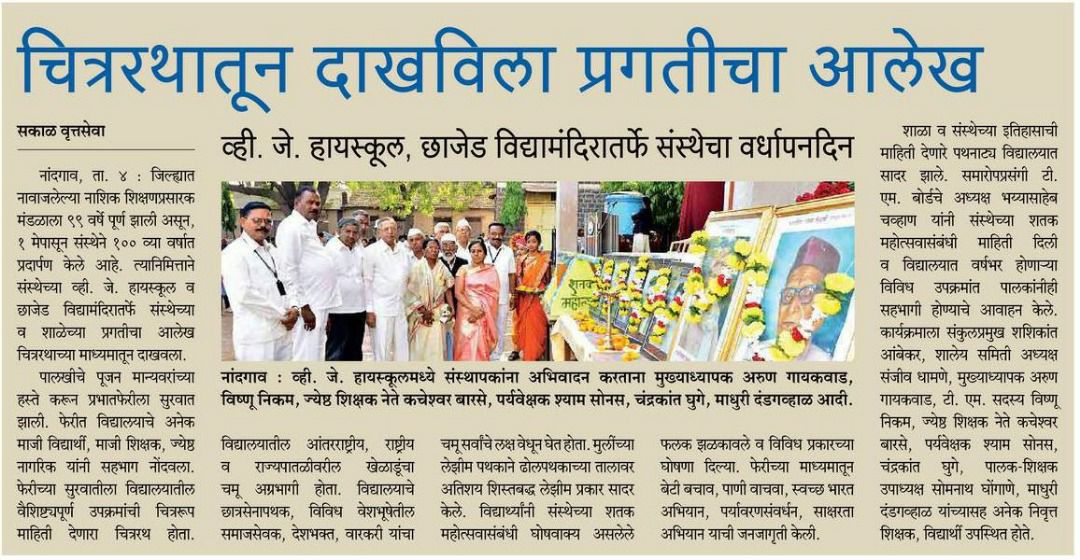 चित्ररथातून दाखविला प्रगतीचा आलेख
सकाळ वृत्तसेवा
व्ही. जे. हायस्कूल, छाजेड विद्यामंदिरातर्फे संस्थेचा वर्धापनदिन
नांदगाव, ता. ४ : जिल्ह्यात
नावाजलेल्या नाशिक शिक्षणप्रसारक
मंडळाला ९९ वर्षे पूर्ण झाली असून,
१ मेपासून संस्थेने १०० व्या वर्षात
प्रदार्पण केले आहे. त्यानिमित्ताने
संस्थेच्या व्ही. जे. हायस्कूल व
छाजेड विद्यामंदिरातर्फे संस्थेच्या
व शाळेच्या प्रगतीचा आलेख
चित्ररथाच्या माध्यमातून दाखवला.
पालखीचे पूजन मान्यवरांच्या
हस्ते करून प्रभातफेरीला सुरवात
झाली. फेरीत विद्यालयाचे अनेक
माजी विद्यार्थी, माजी शिक्षक, ज्येष्ठ
नागरिक यांनी सहभाग नोंदवला.
फेरीच्या सुरवातीला विद्यालयातील
वैशिष्ट्यपूर्ण उपक्रमांची चित्ररूप
माहिती देणारा चित्ररथ होता.
शतक
महोत्स
नांदगाव : व्ही. जे. हायस्कूलमध्ये संस्थापकांना अभिवादन करताना मुख्याध्यापक अरुण गायकवाड,
विष्णू निकम, ज्येष्ठ शिक्षक नेते कचेश्वर बारसे, पर्यवेक्षक श्याम सोनस, चंद्रकांत घुगे, माधुरी दंडगव्हाळ आदी.
विद्यालयातील आंतरराष्ट्रीय, राष्ट्रीय
व राज्यपातळीवरील खेळाडूंचा
चमू अग्रभागी होता. विद्यालयाचे
छात्रसेनापथक, विविध वेशभूषेतील
समाजसेवक, देशभक्त, वारकरी यांचा
चमू सर्वांचे लक्ष वेधून घेत होता. मुलींच्या
लेझीम पथकाने ढोलपथकाच्या तालावर
अतिशय शिस्तबद्ध लेझीम प्रकार सादर
केले. विद्यार्थ्यांनी संस्थेच्या शतक
महोत्सवासंबंधी घोषवाक्य असलेले
फलक झळकावले व विविध प्रकारच्या
घोषणा दिल्या. फेरीच्या माध्यमातून
बेटी बचाव, पाणी वाचवा, स्वच्छ भारत
अभियान, पर्यावरणसंवर्धन, साक्षरता
अभियान याची जनजागृती केली.
शाळा व संस्थेच्या इतिहासाची
माहिती देणारे पथनाट्य विद्यालयात
सादर झाले. समारोपप्रसंगी टी.
एम. बोर्डचे अध्यक्ष भय्यासाहेब
चव्हाण यांनी संस्थेच्या शतक
महोत्सवासंबंधी माहिती दिली
व विद्यालयात वर्षभर होणाऱ्या
विविध उपक्रमांत पालकांनीही
सहभागी होण्याचे आवाहन केले.
कार्यक्रमाला संकुलप्रमुख शशिकांत
आंबेकर, शालेय समिती अध्यक्ष
संजीव धामणे, मुख्याध्यापक अरुण
गायकवाड, टी. एम. सदस्य विष्णू
निकम, ज्येष्ठ शिक्षक नेते कचेश्वर
बारसे, पर्यवेक्षक श्याम सोनस,
चंद्रकांत घुगे, पालक-शिक्षक
उपाध्यक्ष सोमनाथ घोंगाणे, माधुरी
दंडगव्हाळ यांच्यासह अनेक निवृत्त
शिक्षक, विद्यार्थी उपस्थित होते.